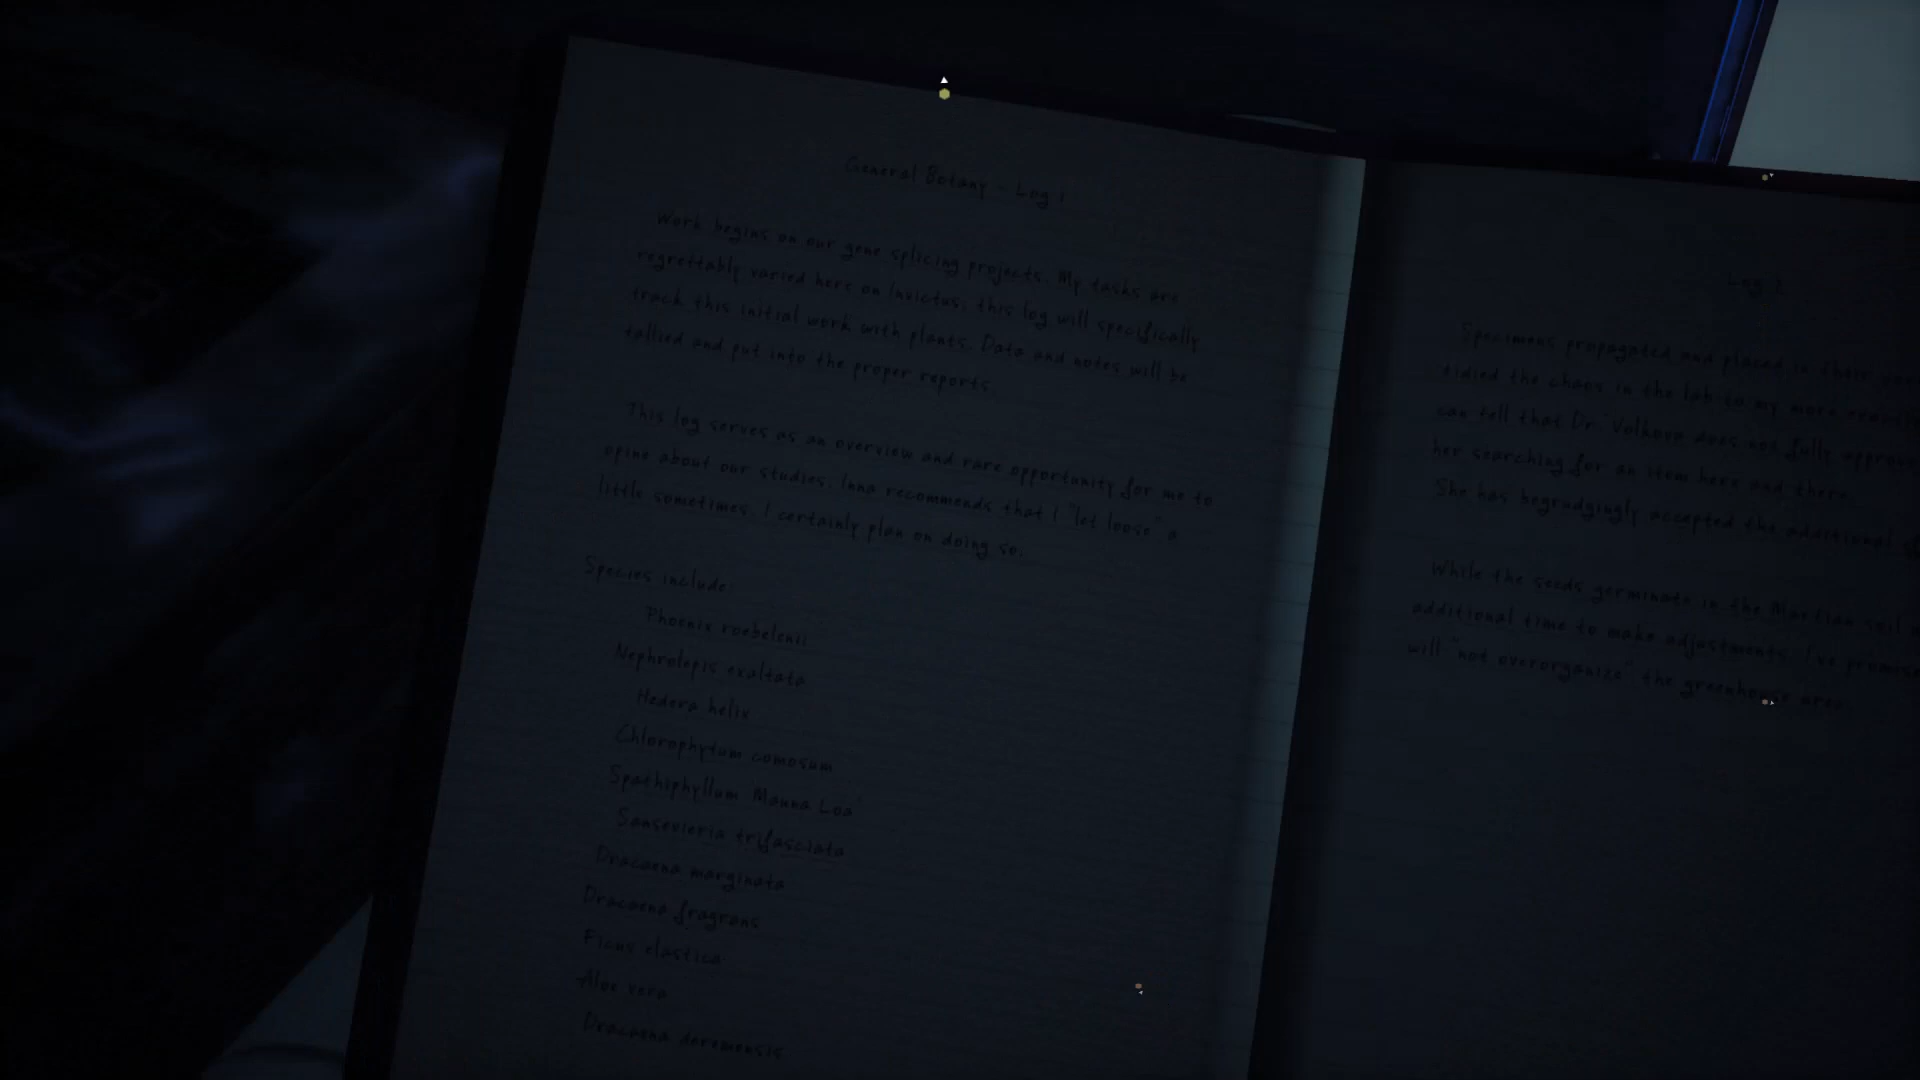 General Botany - Log 1
Work begins on our gene splicing projects. My tasks are
regrettably varied here on Invictus; this log will specifically
track this initial work with plants. Data and notes will be
tallied and put into the proper reports.
This log serves as an overview and rare opportunity for me to
opine about our studies. Inna recommends that I "let loose" a
little sometimes. I certainly plan on doing so.
Species include:
Phoenix roebelenii
Nephrolepis exaltata
Hedera helix
Chlorophytum comosum
Spathiphyllum 'Mauna Loa'
Sansevieria trifasciata
Dracaena marginata
Dracaena fragrans
Ficus elastica
Aloe vera
Dracaena deremensis
Log 2
Specimens propagated and placed in their
tidied the chaos in the lab to my more
can tell that Dr. Volkova does not fully
her searching for an item here and there.
She has begrudgingly accepted the additional
While the seeds germinate in the Martian soil
additional time to make adjustments. I've
will "not overorganize" the greenhouse area.